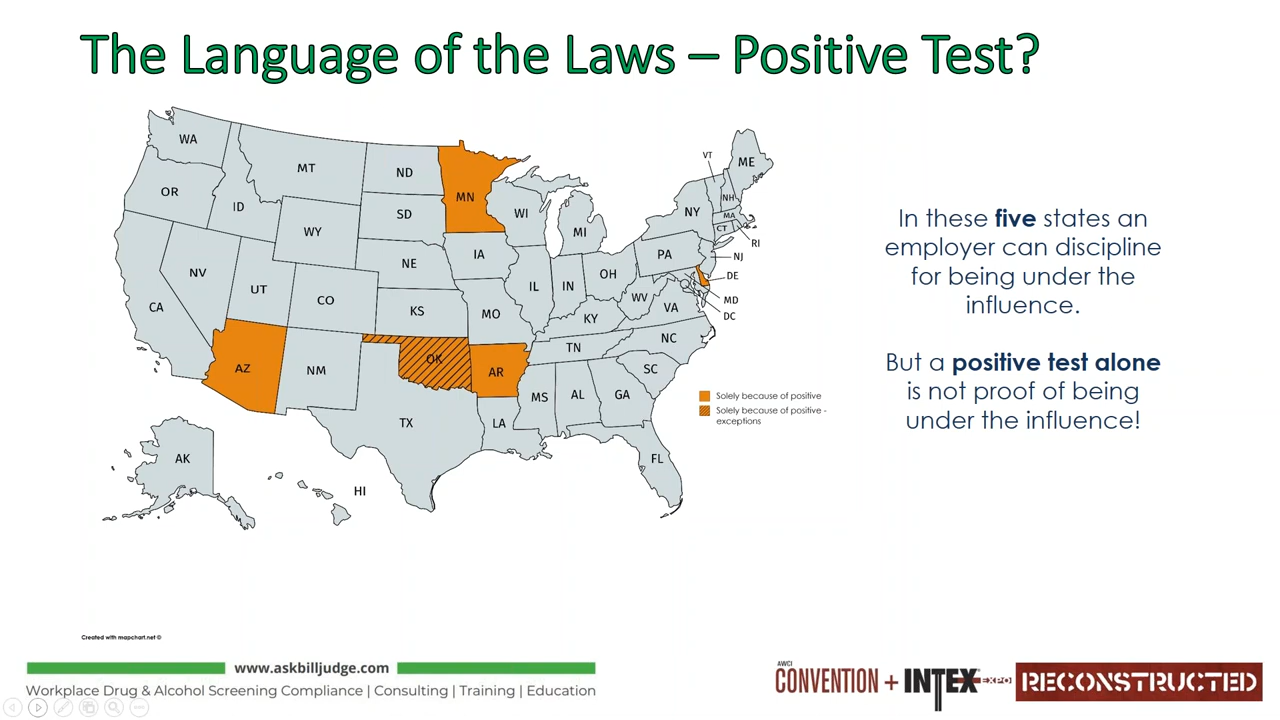 The Language of the Laws – Positive Test?
WA
MT
ND
MN
VT
ME
OR
ID
SD
WI
MI
NY
NH
MA
CT
RI
WY
IA
PA
NJ
NV
NE
OH
DE
UT
CO
IL
IN
WV
MD
CA
KS
MO
KY
VA
DC
AZ
NM
OK
AR
TN
NC
SC
MS
AL
GA
TX
LA
AK
FL
HI
Solely because of positive
Solely because of positive -
exceptions
In these five states an
employer can discipline
for being under the
influence.
But a positive test alone
is not proof of being
under the influence!
Created with mapchart.net ©
www.askbilljudge.com
Workplace Drug & Alcohol Screening Compliance | Consulting | Training | Education
AWCI
CONVENTION + INTEX EXPO RECONSTRUCTED